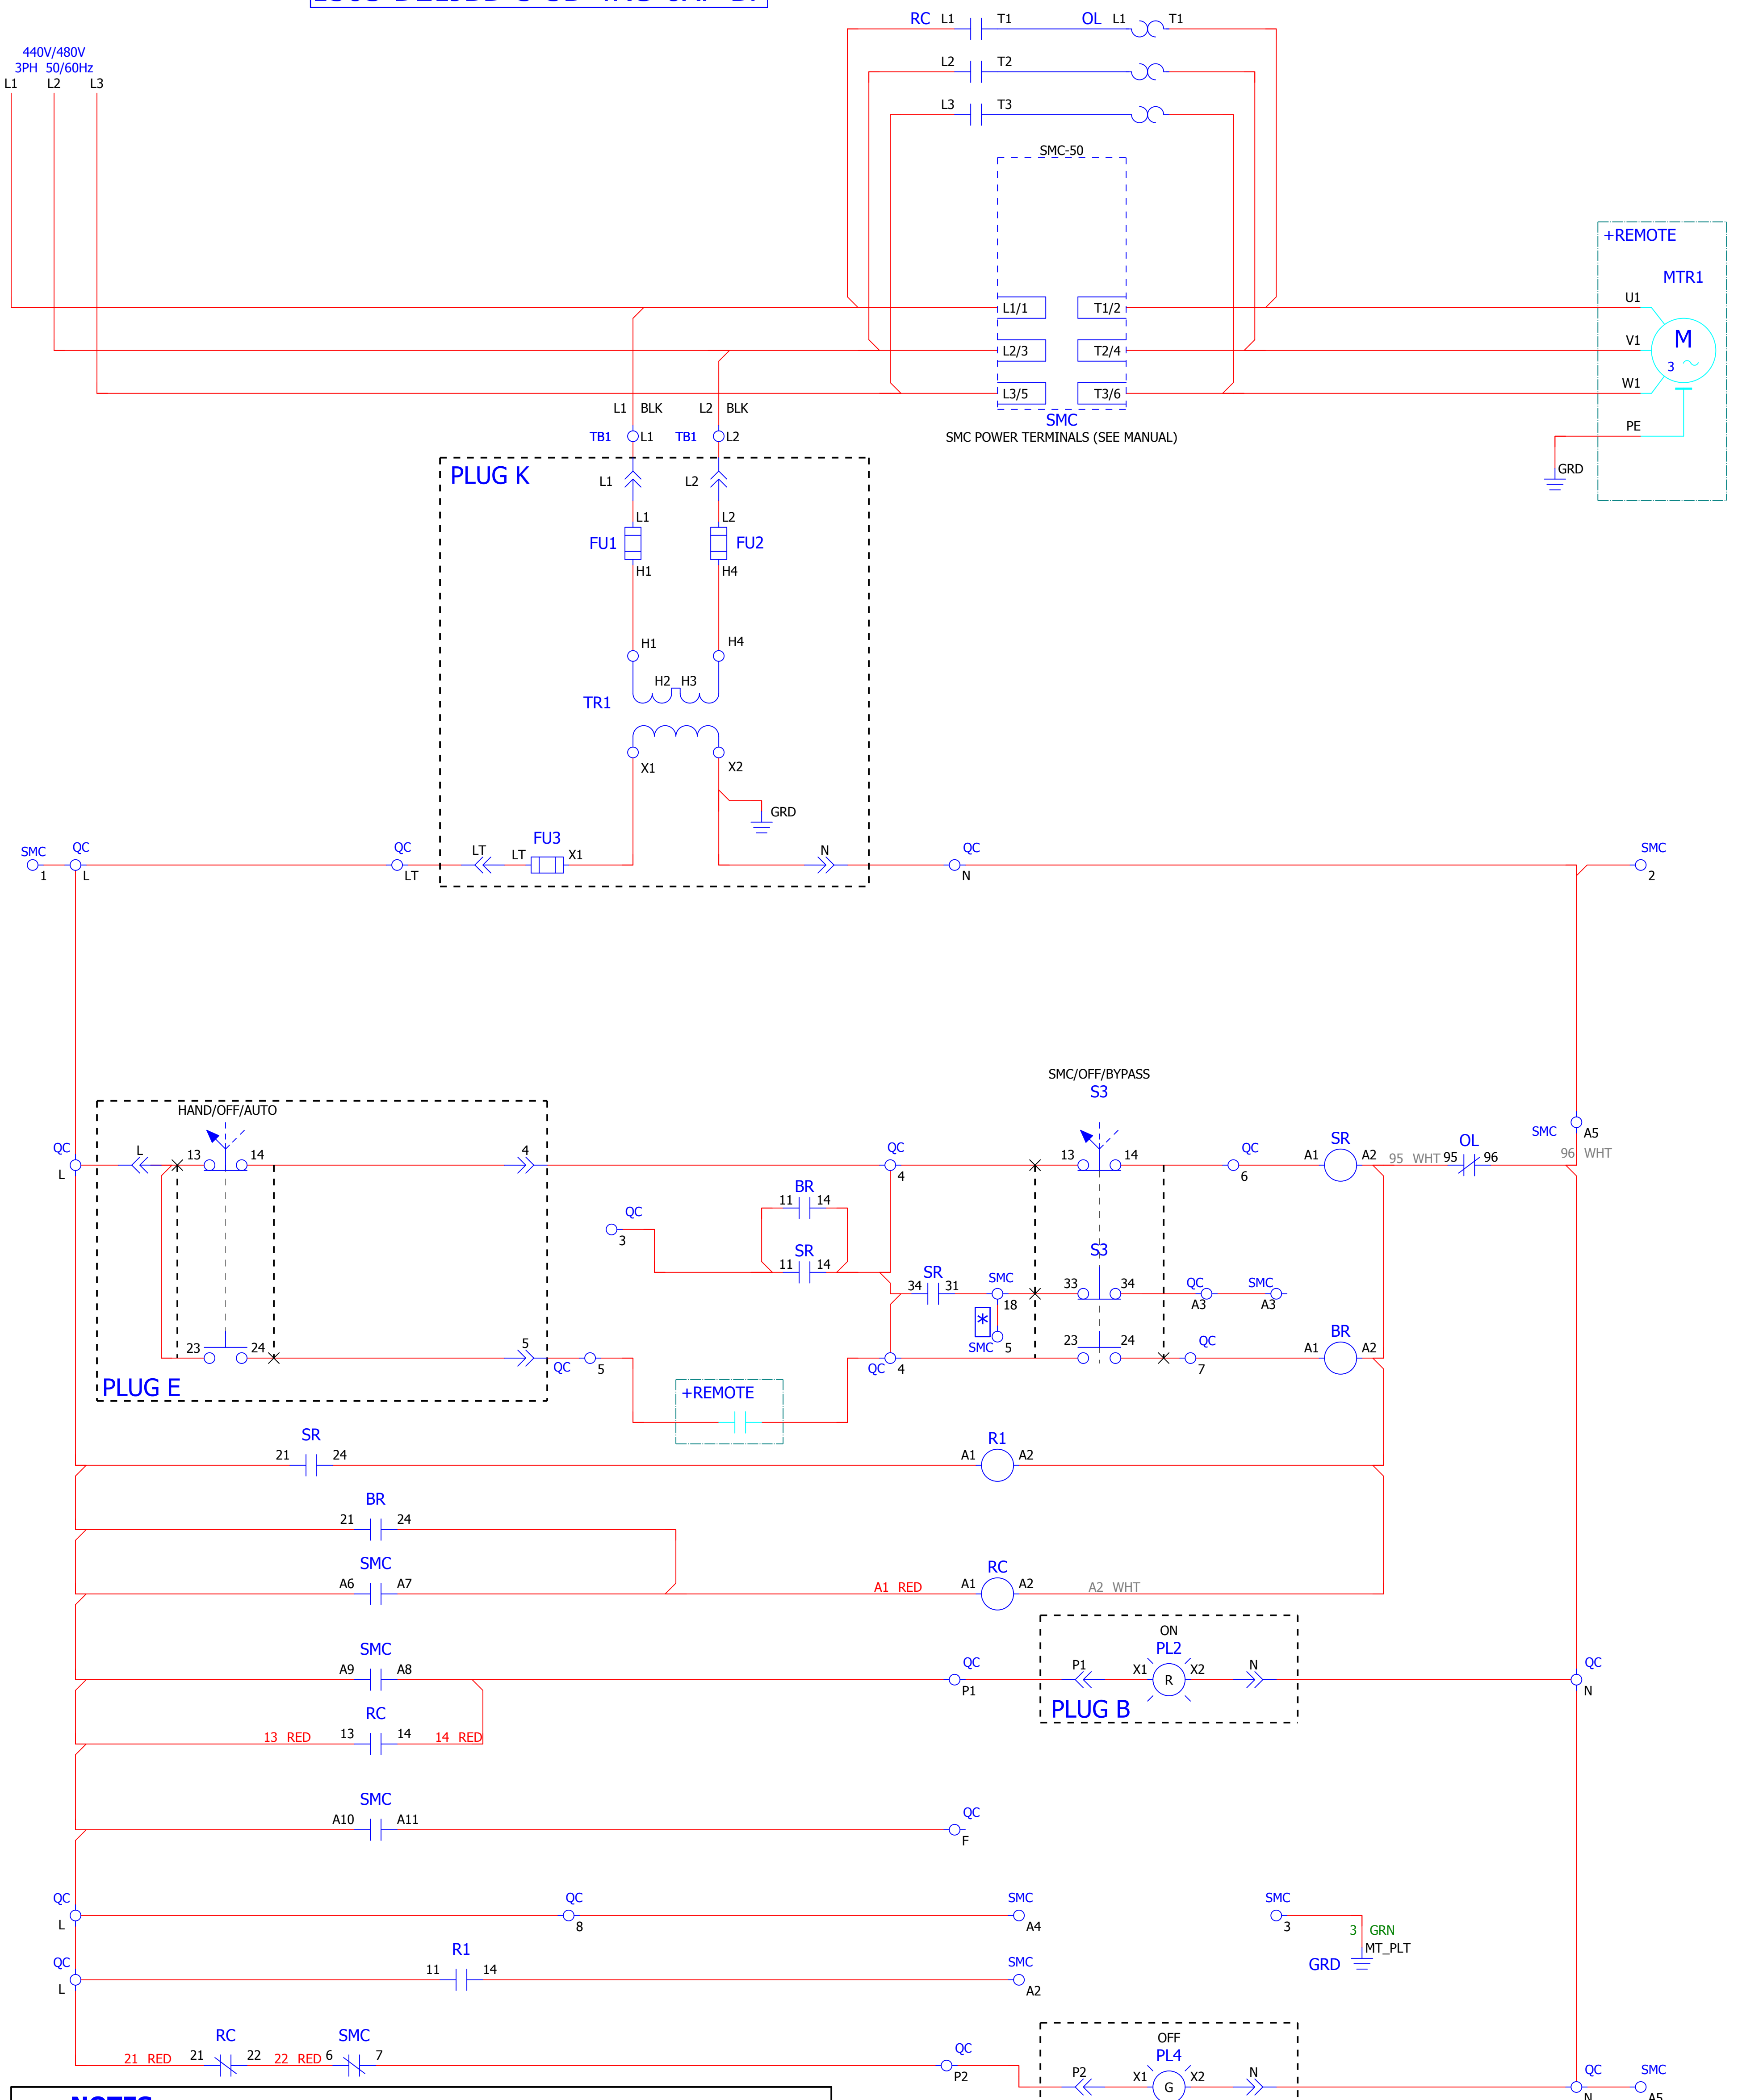 440V/480V
3PH 50/60Hz
L1 L2 L3
RC L1 T1 OL L1 T1
L2 T2
L3 T3
SMC-50
+REMOTE
MTR1
L1/1 T1/2 U1
L2/3 T2/4 V1
M
3
L3/5 T3/6 W1
SMC
SMC POWER TERMINALS (SEE MANUAL)
PE
GRD
L1 BLK L2 BLK
TB1 L1 TB1 L2
PLUG K
L1 L2
L1 L2
FU1 FU2
H1 H4
H1 H4
H2 H3
TR1
X1 X2
GRD
SMC QC QC LT LT FU3 X1 N QC SMC
1 L LT N 2
SMC/OFF/BYPASS
S3
HAND/OFF/AUTO
QC L 13 14 4 QC 13 14 QC SR OL SMC A5
L 4 6 A1 A2 95 WHT 95 96 96 WHT
BR
11 14
QC
3
SR
11 14
S3
SR
34 31 SMC 33 34 QC SMC
18 A3 A3
*
SMC 5
BR
23 24 5 QC 5 QC 4 23 24 QC 7 A1 A2
PLUG E
+REMOTE
SR
21 24
R1
A1 A2
BR
21 24
SMC
A6 A7
RC
A1 RED A1 A2 A2 WHT
ON
SMC
A9 A8
QC
P1
P1 X1 PL2 X2 N
R
PLUG B
QC
N
RC
13 RED 13 14 14 RED
SMC
A10 A11
QC
F
QC QC SMC SMC
L 8 A4 3
3 GRN
MT_PLT
GRD
QC R1 SMC
L 11 14 A2
RC SMC
21 RED 21 22 22 RED 6 7
QC
P2
OFF
PL4
P2 X1 X2 N
G
QC SMC
N A5
NOTES